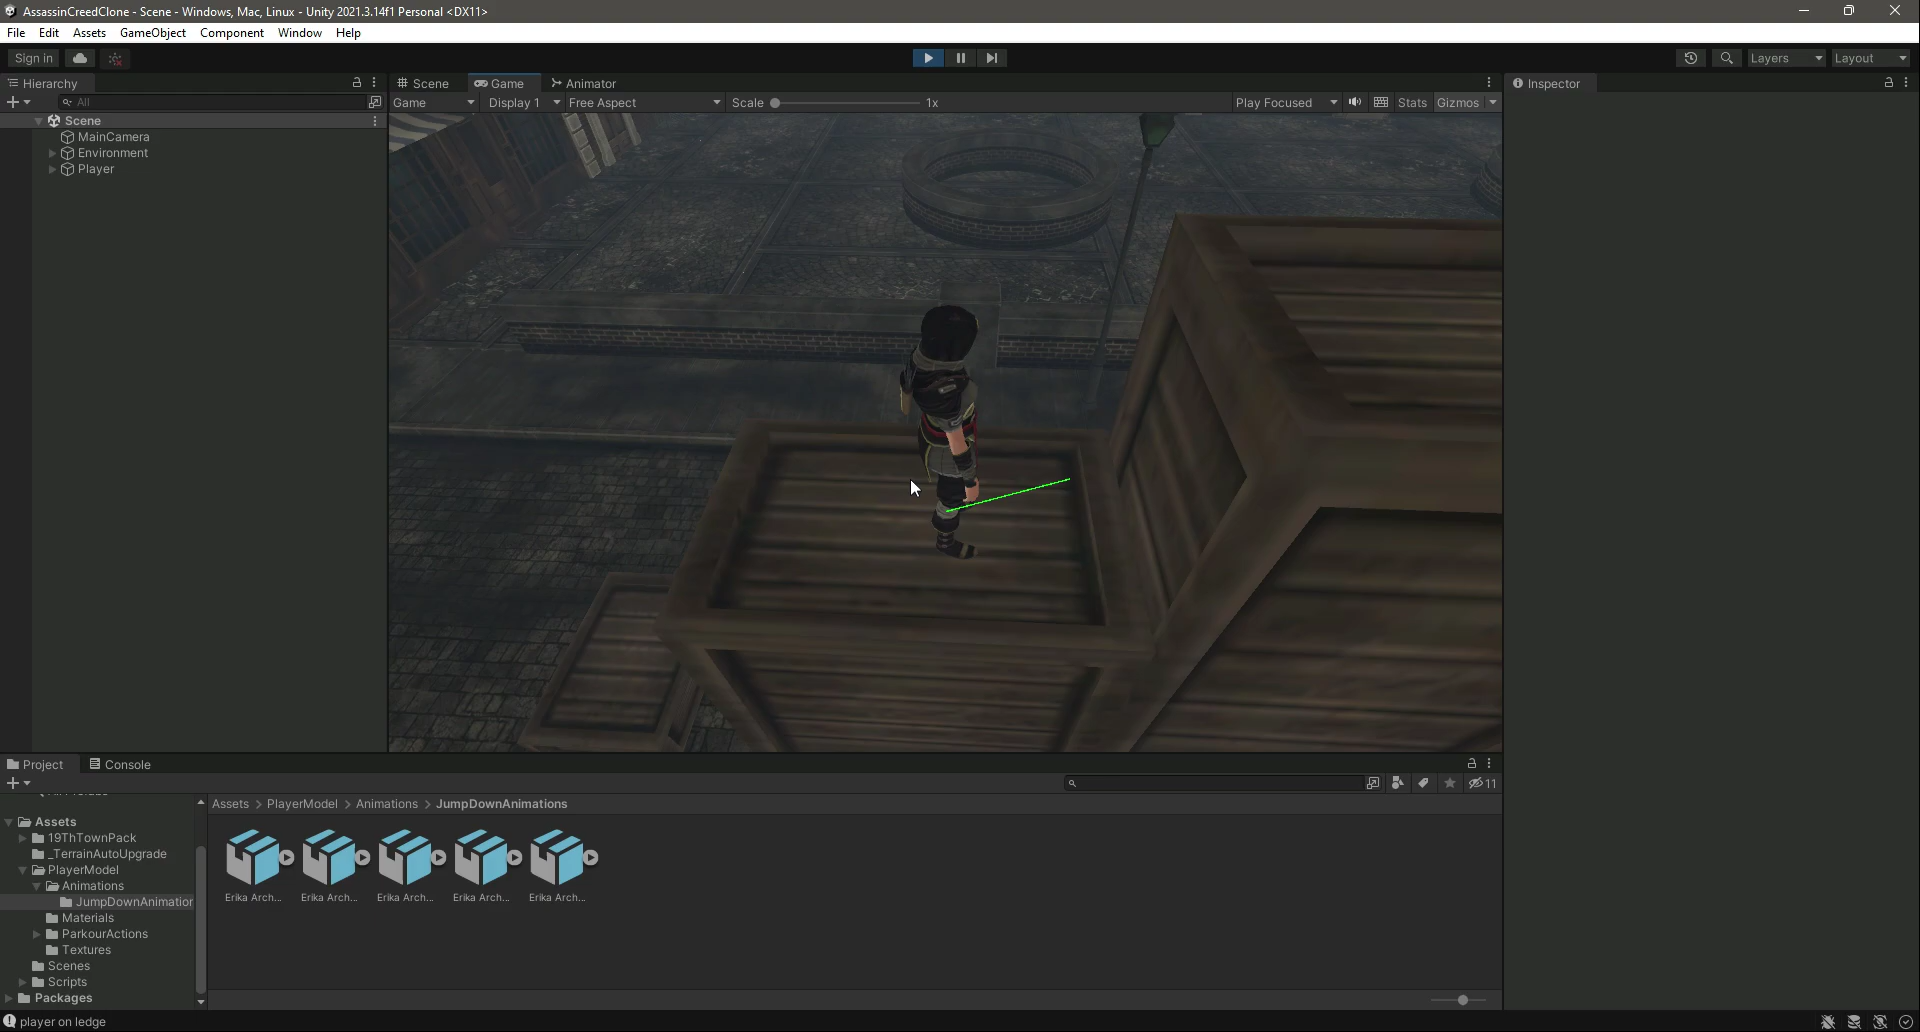 AssassinCreedClone - Scene - Windows, Mac, Linux - Unity 2021.3.14f1 Personal <DX11>
File Edit Assets GameObject Component Window Help
Sign in
Layers
Layout
Hierarchy
Scene Game Animator
Inspector
All
Game Display 1 Free Aspect Scale 1x Play Focused Stats Gizmos
Scene
MainCamera
Environment
Player
Project Console
11
Assets > PlayerModel > Animations > JumpDownAnimations
Assets
19ThTownPack
_TerrainAutoUpgrade
PlayerModel
Animations
JumpDownAnimation
Materials
ParkourActions
Textures
Scenes
Scripts
Packages
Erika Arch... Erika Arch... Erika Arch... Erika Arch... Erika Arch...
player on ledge